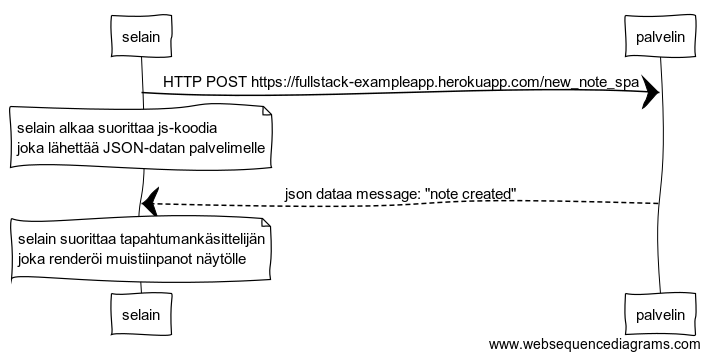 selain palvelin
HTTP POST https://fullstack-exampleapp.herokuapp.com/new_note_spa
selain alkaa suorittaa js-koodia
joka lähettää JSON-datan palvelimelle
json dataa message: "note created"
selain suorittaa tapahtumankäsittelijän
joka renderöi muistiinpanot näytölle
selain palvelin
www.websequencediagrams.com